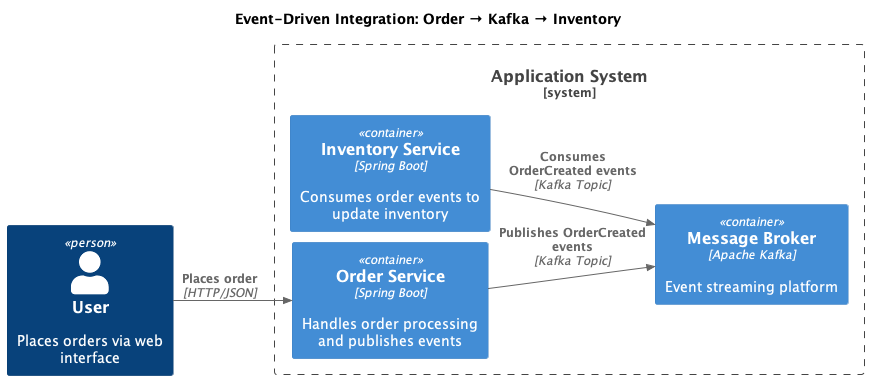 Event-Driven Integration: Order → Kafka → Inventory
Application System
[system]
«container»
Inventory Service
[Spring Boot]
Consumes order events to
update inventory
Consumes
OrderCreated events
[Kafka Topic]
«person»
User
Places orders via web
interface
Places order
[HTTP/JSON]
«container»
Order Service
[Spring Boot]
Handles order processing
and publishes events
Publishes OrderCreated
events
[Kafka Topic]
«container»
Message Broker
[Apache Kafka]
Event streaming platform